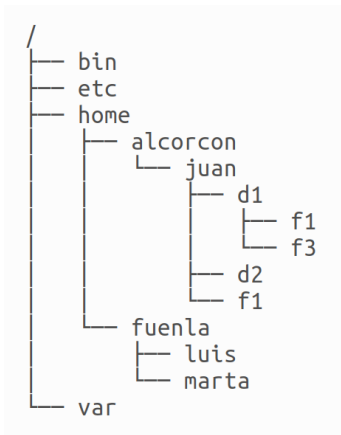 /
├── bin
├── etc
├── home
│   ├── alcorcon
│   │   └── juan
│   │       ├── d1
│   │       │   ├── f1
│   │       │   └── f3
│   │       ├── d2
│   │       └── f1
│   └── fuenla
│       ├── luis
│       └── marta
└── var